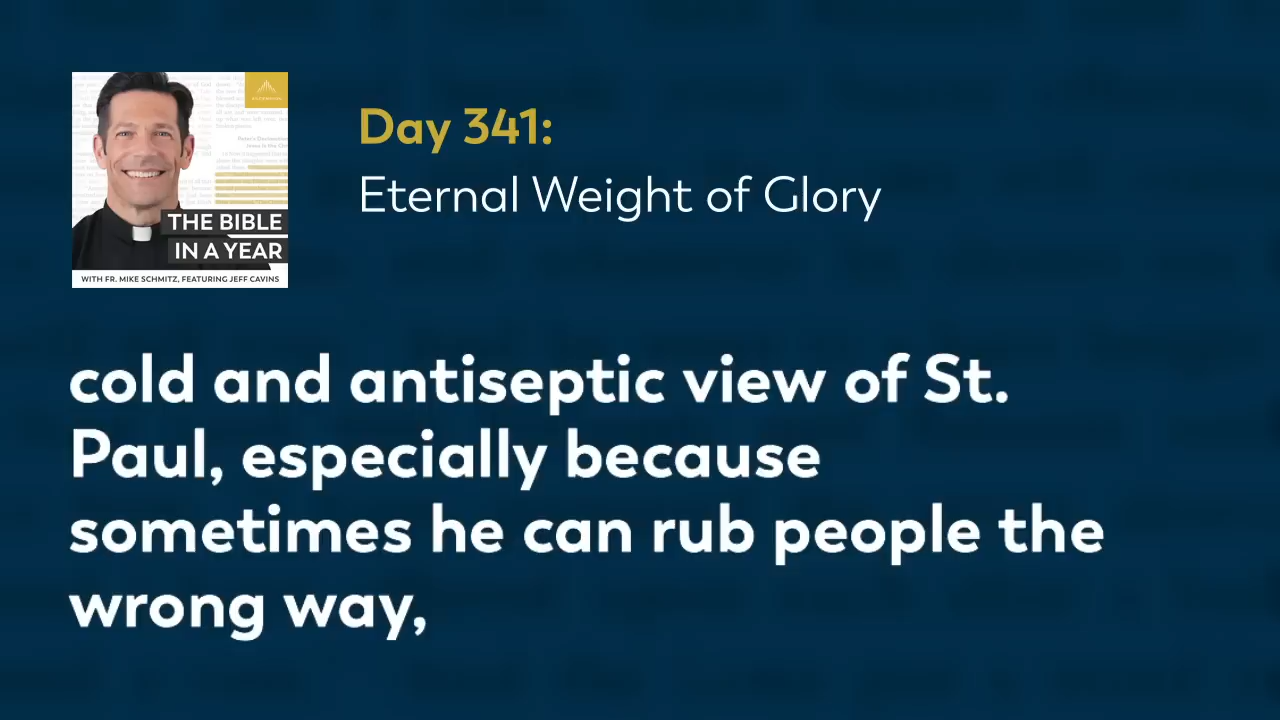 THE BIBLE
IN A YEAR
WITH FR. MIKE SCHMITZ, FEATURING JEFF CAVINS
Day 341:
Eternal Weight of Glory
cold and antiseptic view of St.
Paul, especially because
sometimes he can rub people the
wrong way,